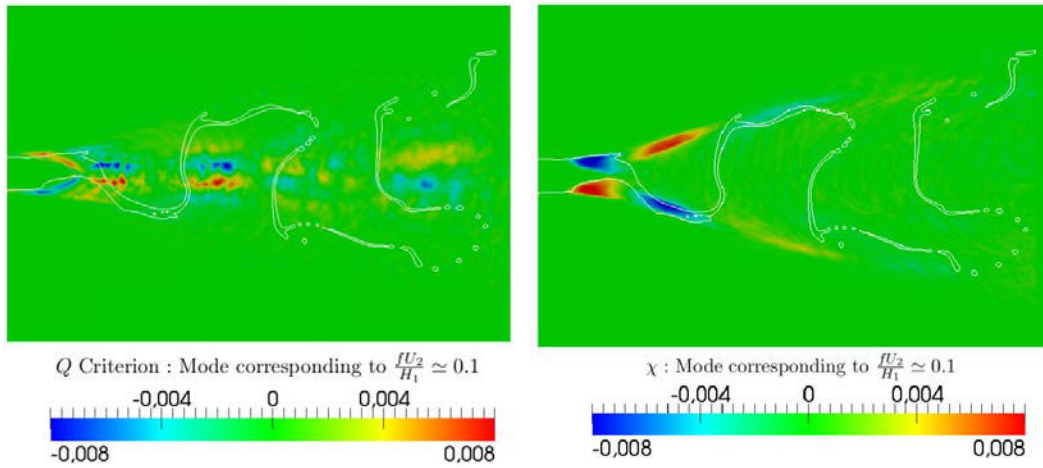 Q Criterion : Mode corresponding to fU₂/H₁ ≃ 0.1
-0,004 0 0,004
-0,008 0,008
χ : Mode corresponding to fU₂/H₁ ≃ 0.1
-0,004 0 0,004
-0,008 0,008